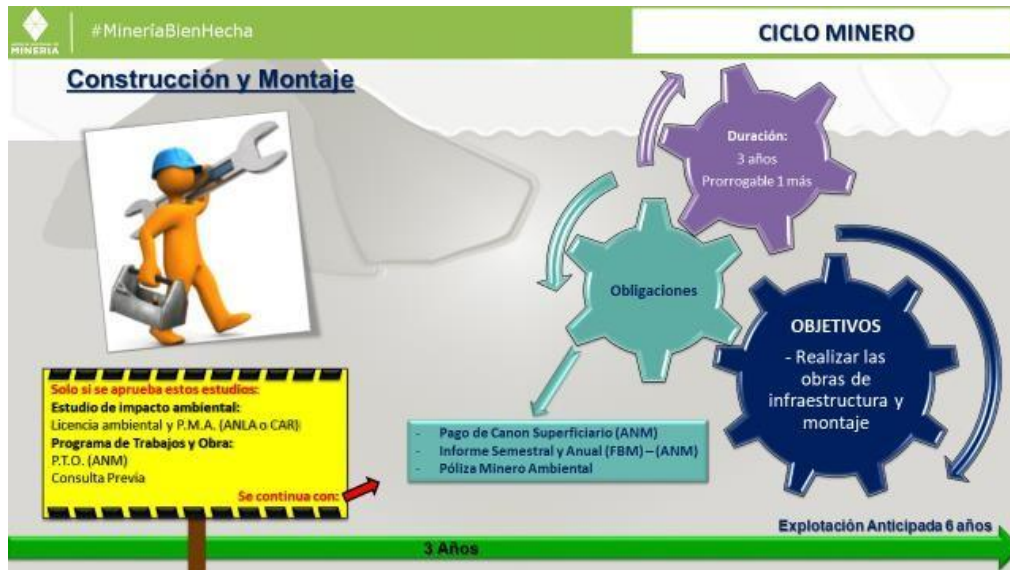 #MineríaBienHecha
MINERÍA
CICLO MINERO
Construcción y Montaje
Duración:
3 años
Prorrogable 1 más
Obligaciones
OBJETIVOS
- Realizar las
obras de
infraestructura y
montaje
Solo si se aprueba estos estudios:
Estudio de impacto ambiental:
Licencia ambiental y P.M.A. (ANLA o CAR)
Programa de Trabajos y Obra:
P.T.O. (ANM)
Consulta Previa
Se continua con:
- Pago de Canon Superficiario (ANM)
- Informe Semestral y Anual (FBM) – (ANM)
- Póliza Minero Ambiental
Explotación Anticipada 6 años
3 Años